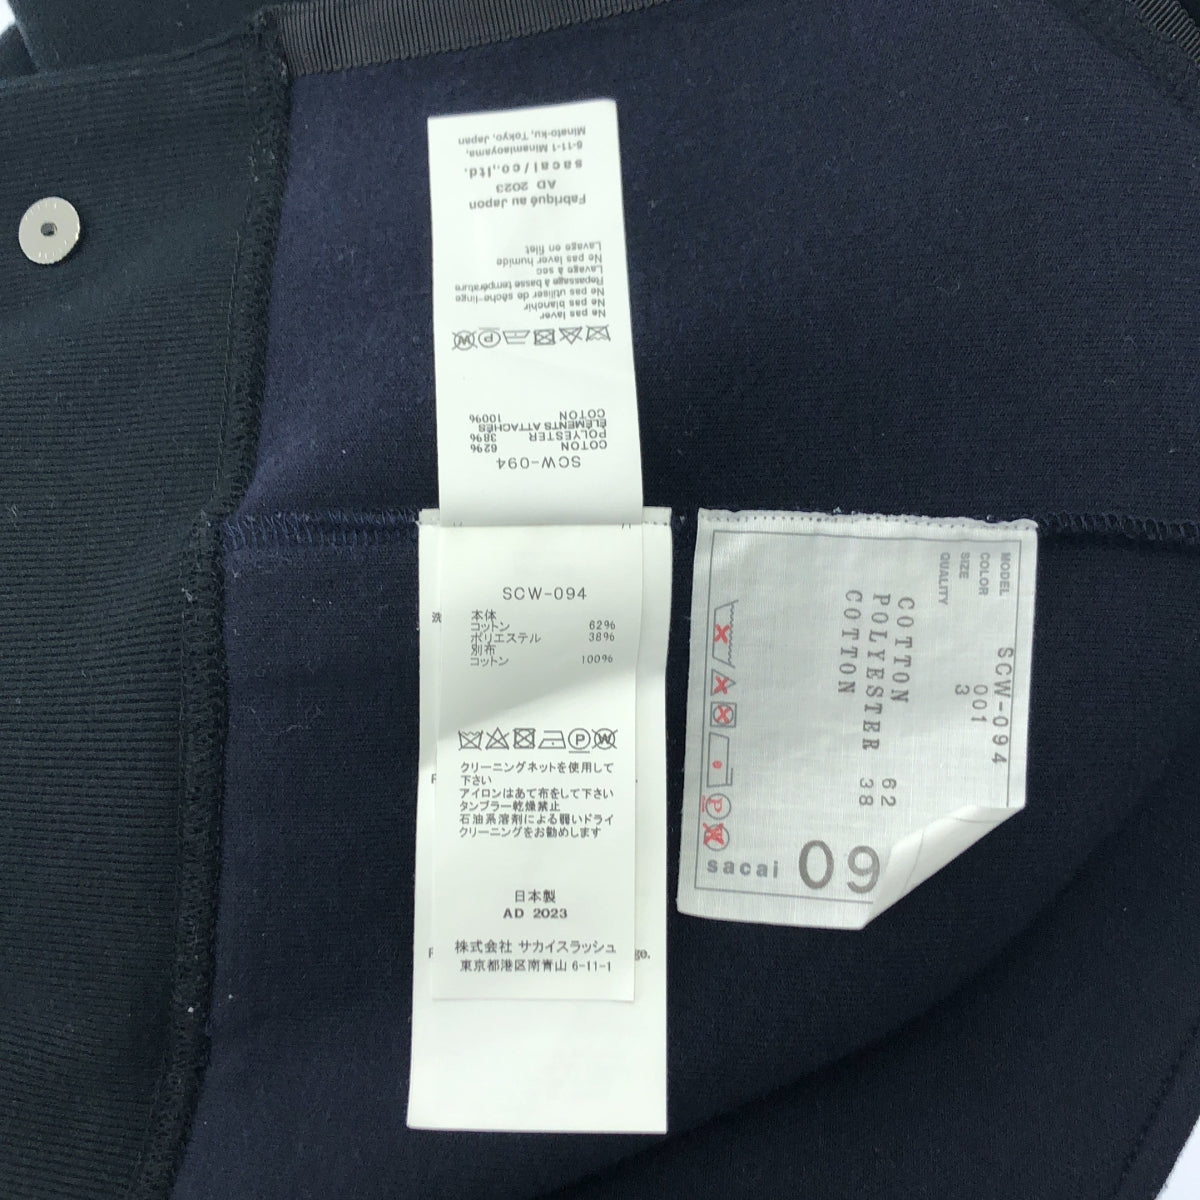 SCW-094
COTTON 62%
POLYESTER 38%
ÉLÉMENTS ATTACHÉS
COTON 100%
Ne pas laver
Ne pas blanchir
Ne pas utiliser de sèche-linge
Repassage à basse température
Lavage à sec
Ne pas laver humide
Lavage en filet
Fabriqué au Japon
AD 2023
sacai/co.,ltd.
6-11-1 Minamiaoyama,
Minato-ku, Tokyo, Japan
SCW-094
本体
コットン 62%
ポリエステル 38%
別布
コットン 100%
洗
P W
クリーニングネットを使用して
下さい
アイロンはあて布をして下さい
タンブラー乾燥禁止
石油系溶剤による弱いドライ
クリーニングをお勧めします
日本製
AD 2023
株式会社 サカイスラッシュ
東京都港区南青山 6-11-1
ge.
MODEL SCW-094
COLOR 001
SIZE 3
QUALITY
COTTON 62
POLYESTER 38
COTTON
sacai 09